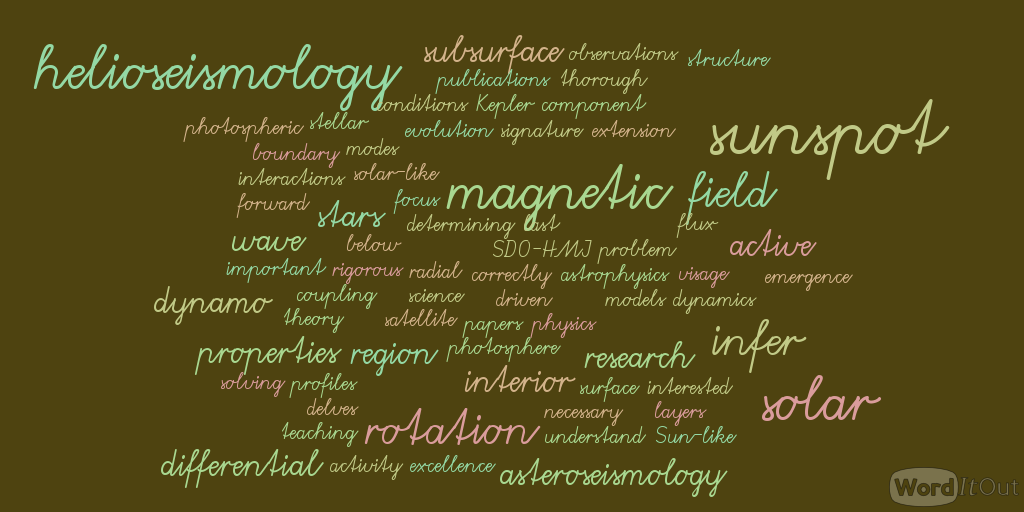 helioseismology subsurface observations structure
publications thorough
conditions Kepler component
photospheric stellar evolution signature extension sunspot
boundary modes
interactions solar-like
forward stars focus magnetic field
determining last flux
wave below SDO-HMI problem active
important rigorous radial correctly astrophysics visage emergence
dynamo coupling science driven models dynamics
theory satellite papers physics
properties region photosphere research infer
solving profiles interior surface interested
delves necessary layers solar
teaching rotation understand Sun-like
differential activity excellence asteroseismology
WordItOut